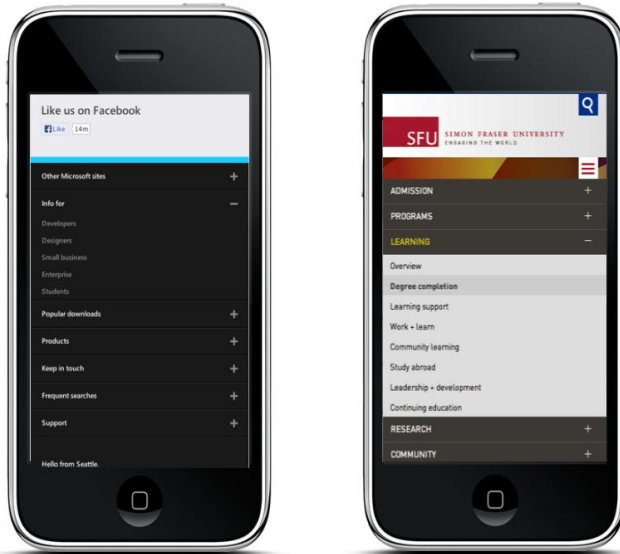 Like us on Facebook
Like 14m
Other Microsoft sites +
Info for −
Developers
Designers
Small business
Enterprise
Students
Popular downloads +
Products +
Keep in touch +
Frequent searches +
Support +
Hello from Seattle.
SFU SIMON FRASER UNIVERSITY
ENGAGING THE WORLD
ADMISSION +
PROGRAMS +
LEARNING −
Overview
Degree completion
Learning support
Work + learn
Community learning
Study abroad
Leadership + development
Continuing education
RESEARCH +
COMMUNITY +